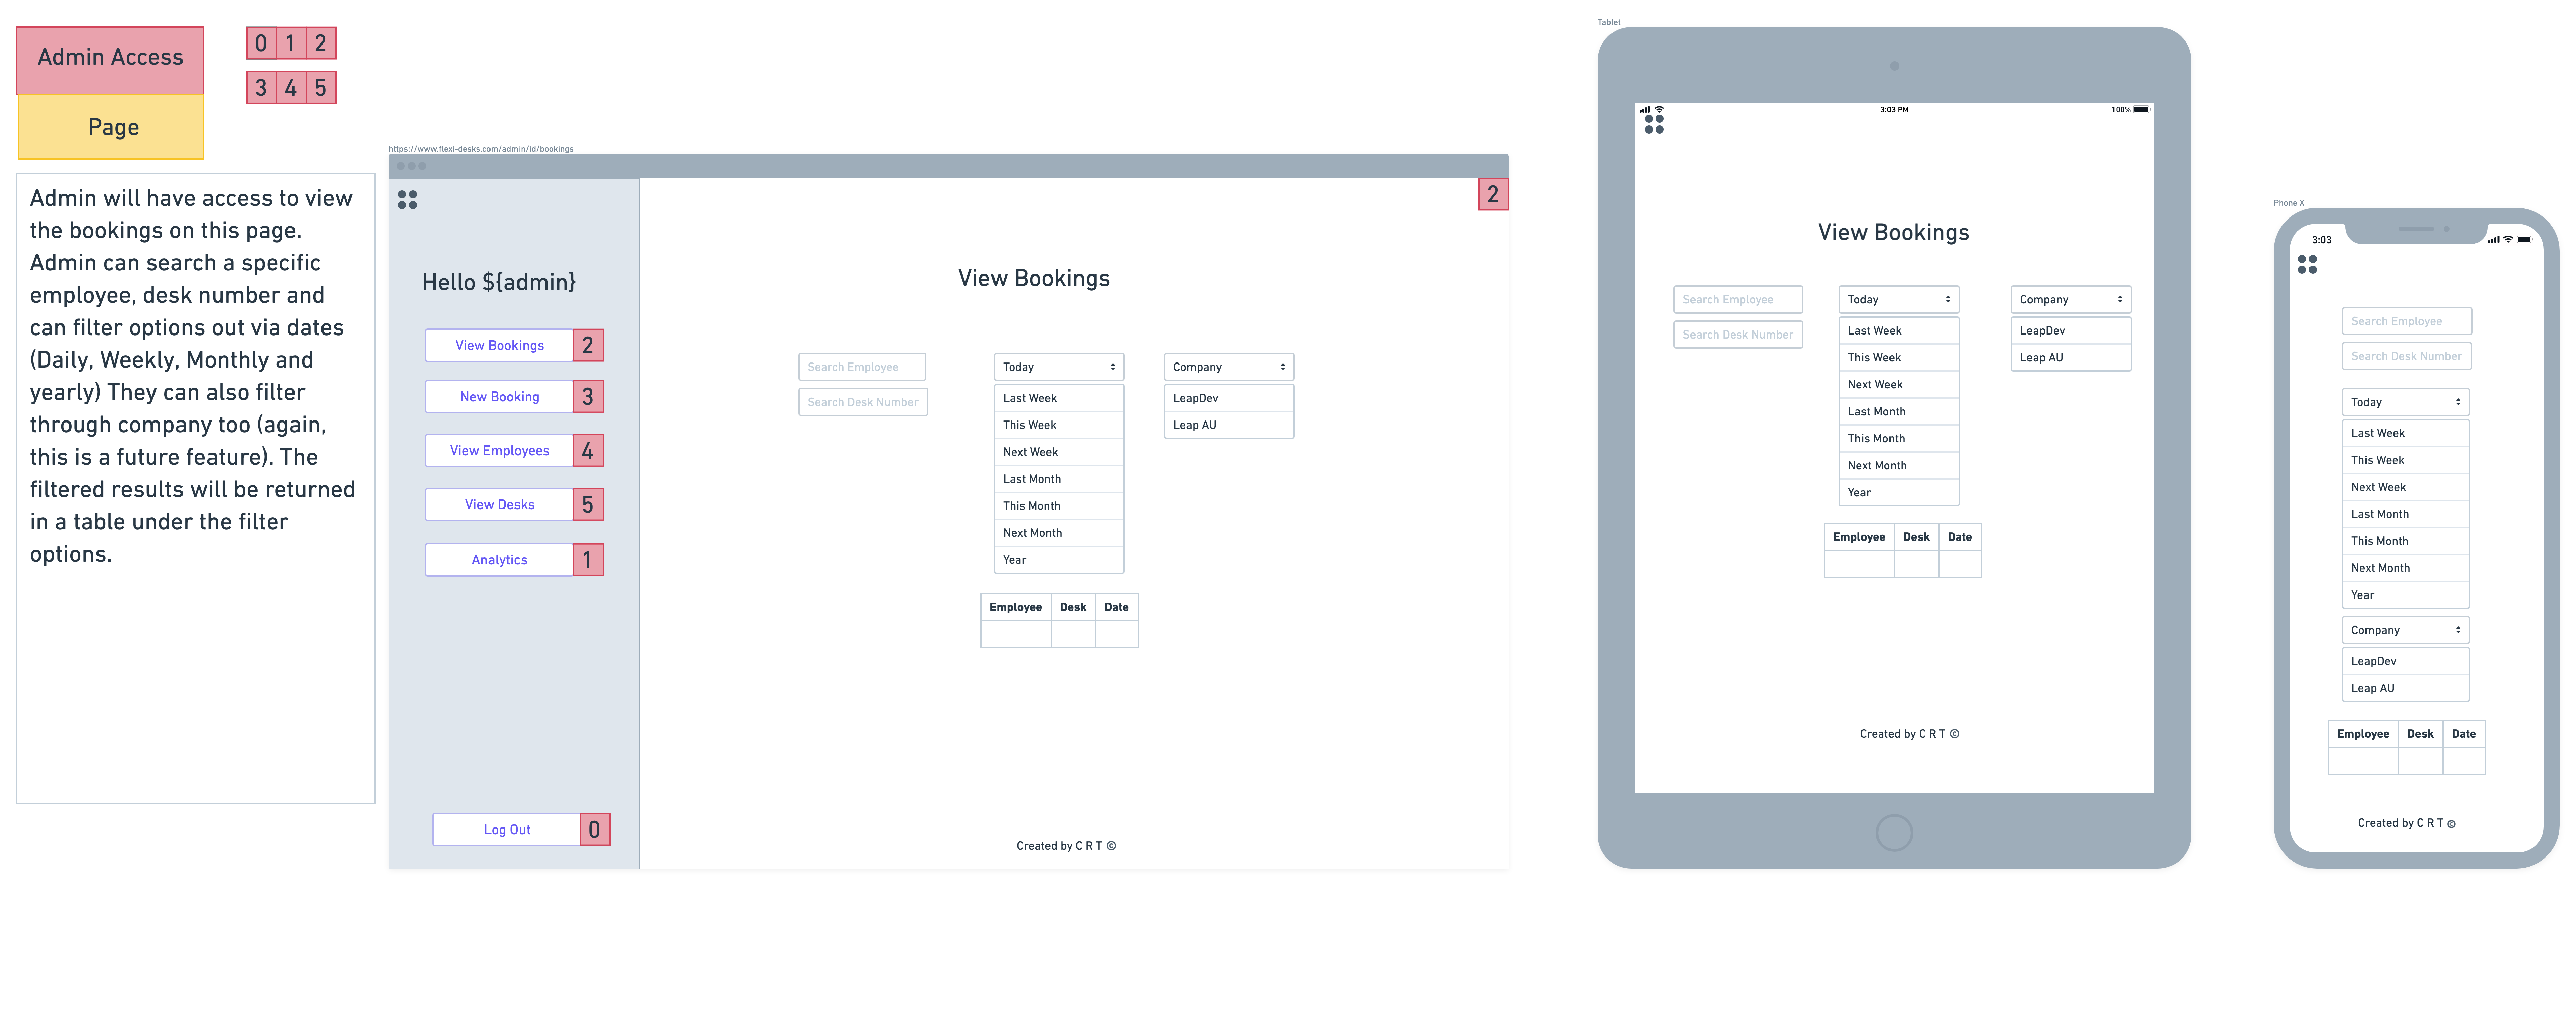 Admin Access
Page
0 1 2
3 4 5
Admin will have access to view
the bookings on this page.
Admin can search a specific
employee, desk number and
can filter options out via dates
(Daily, Weekly, Monthly and
yearly) They can also filter
through company too (again,
this is a future feature). The
filtered results will be returned
in a table under the filter
options.
https://www.flexi-desks.com/admin/id/bookings
2
Hello ${admin}
View Bookings 2
New Booking 3
View Employees 4
View Desks 5
Analytics 1
Log Out 0
View Bookings
Search Employee
Search Desk Number
Today
Last Week
This Week
Next Week
Last Month
This Month
Next Month
Year
Company
LeapDev
Leap AU
Employee Desk Date
Created by C R T ©
Tablet
3:03 PM 100%
View Bookings
Search Employee
Search Desk Number
Today
Last Week
This Week
Next Week
Last Month
This Month
Next Month
Year
Company
LeapDev
Leap AU
Employee Desk Date
Created by C R T ©
Phone X
3:03
Search Employee
Search Desk Number
Today
Last Week
This Week
Next Week
Last Month
This Month
Next Month
Year
Company
LeapDev
Leap AU
Employee Desk Date
Created by C R T ©